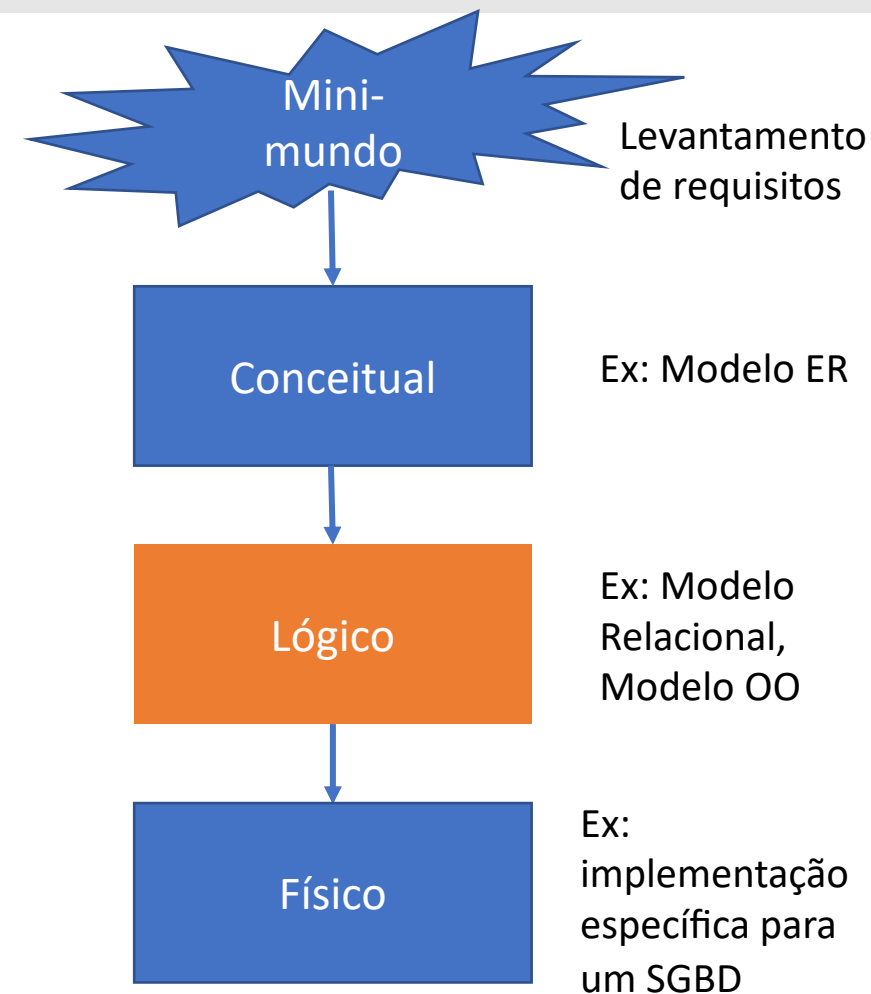 Mini-
mundo
Levantamento
de requisitos
Conceitual
Ex: Modelo ER
Lógico
Ex: Modelo
Relacional,
Modelo OO
Físico
Ex:
implementação
específica para
um SGBD